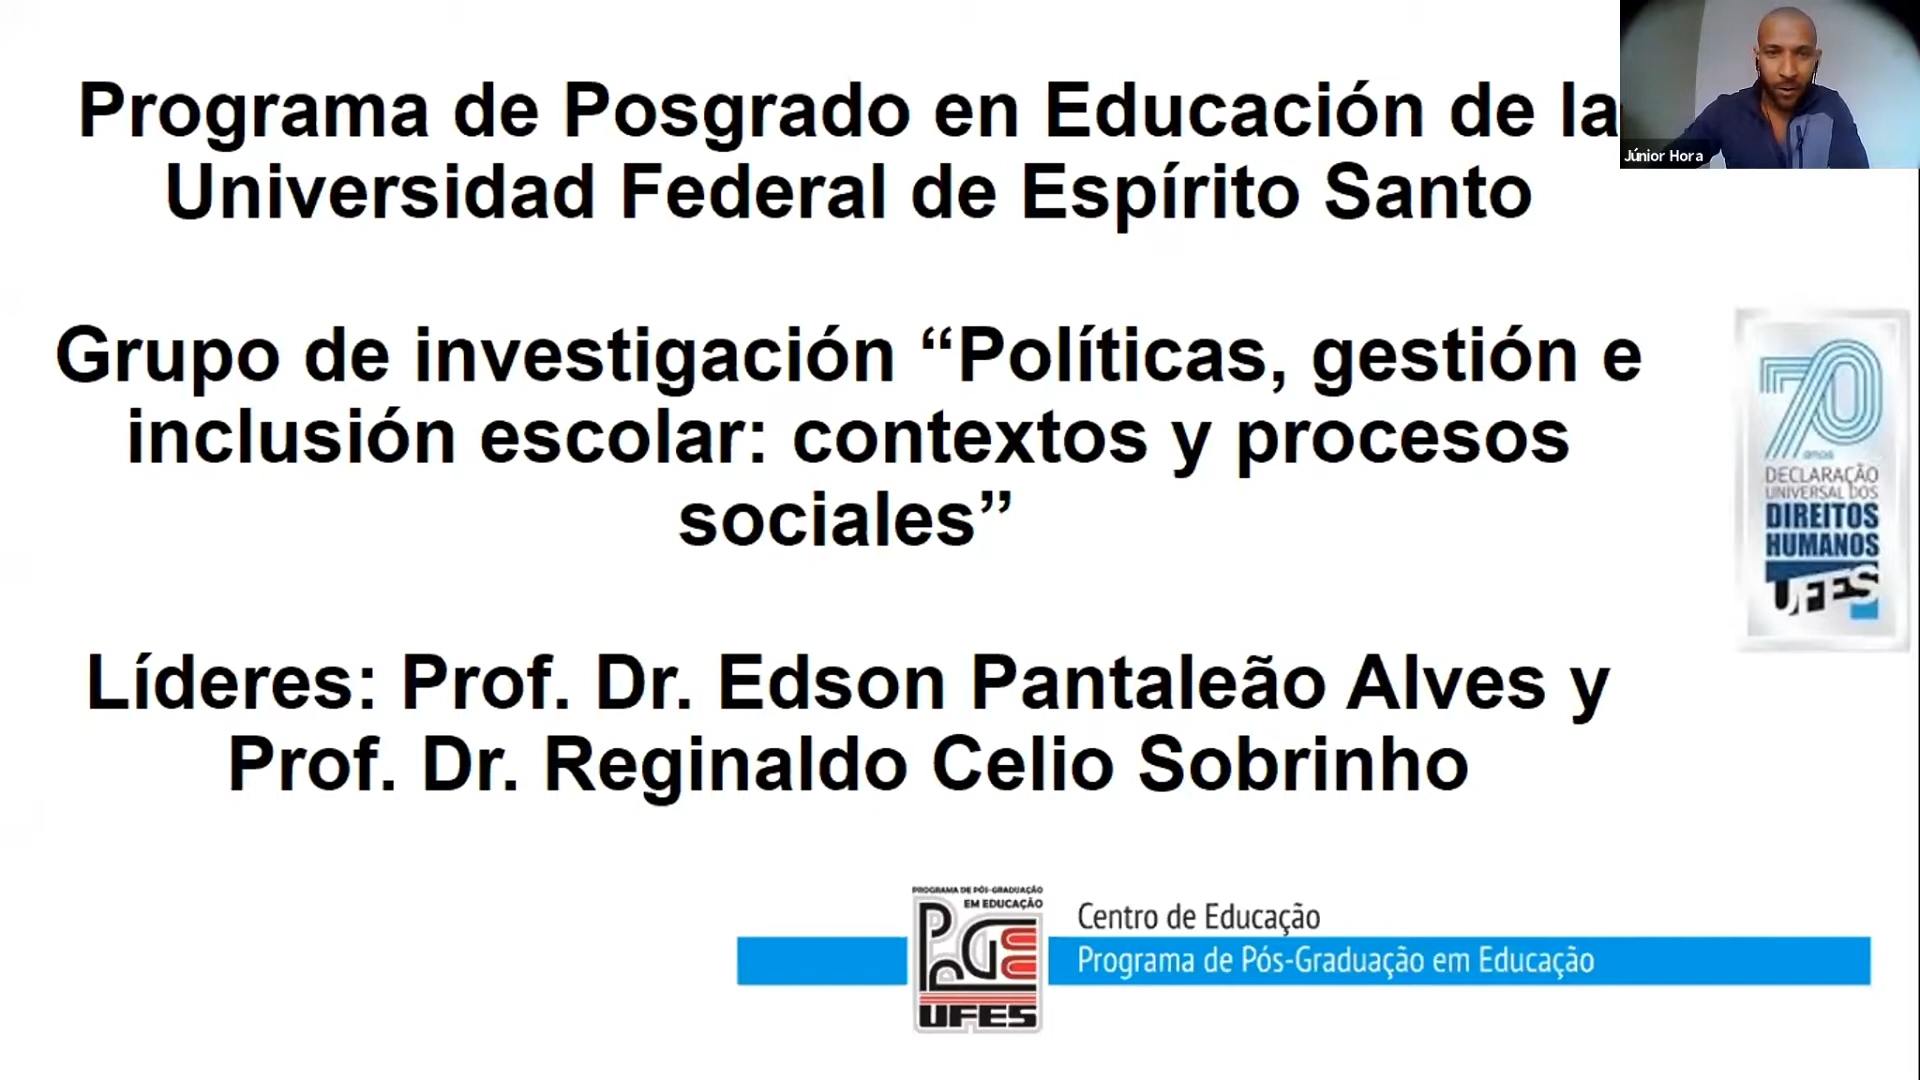 Programa de Posgrado en Educación de la
Universidad Federal de Espírito Santo
Júnior Hora
Grupo de investigación “Políticas, gestión e
inclusión escolar: contextos y procesos
sociales”
70
anos
DECLARAÇÃO
UNIVERSAL DOS
DIREITOS
HUMANOS
UFES
Líderes: Prof. Dr. Edson Pantaleão Alves y
Prof. Dr. Reginaldo Celio Sobrinho
PROGRAMA DE PÓS-GRADUAÇÃO
EM EDUCAÇÃO
PPGE
UFES
Centro de Educação
Programa de Pós-Graduação em Educação